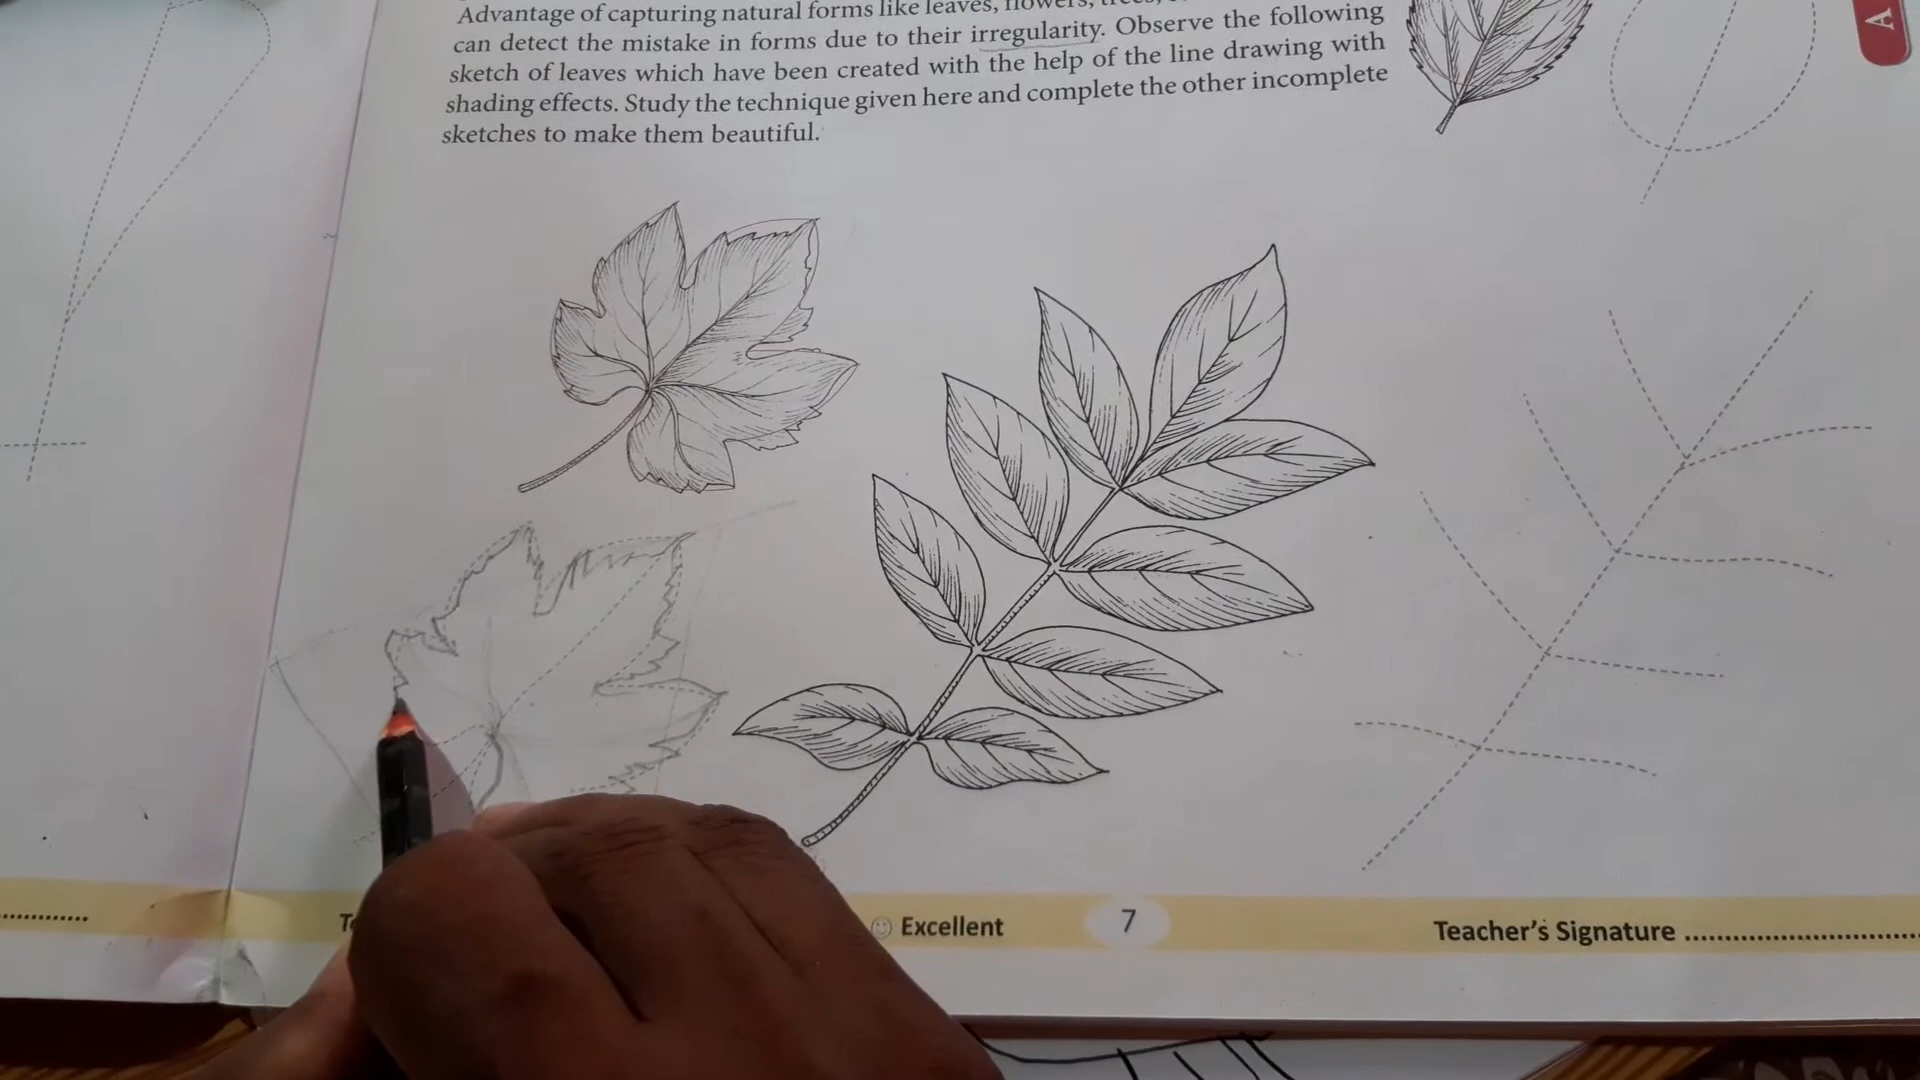 Advantage of capturing natural forms like leaves, flowers, trees,
can detect the mistake in forms due to their irregularity. Observe the following
sketch of leaves which have been created with the help of the line drawing with
shading effects. Study the technique given here and complete the other incomplete
sketches to make them beautiful.
A
Excellent
7
Teacher's Signature